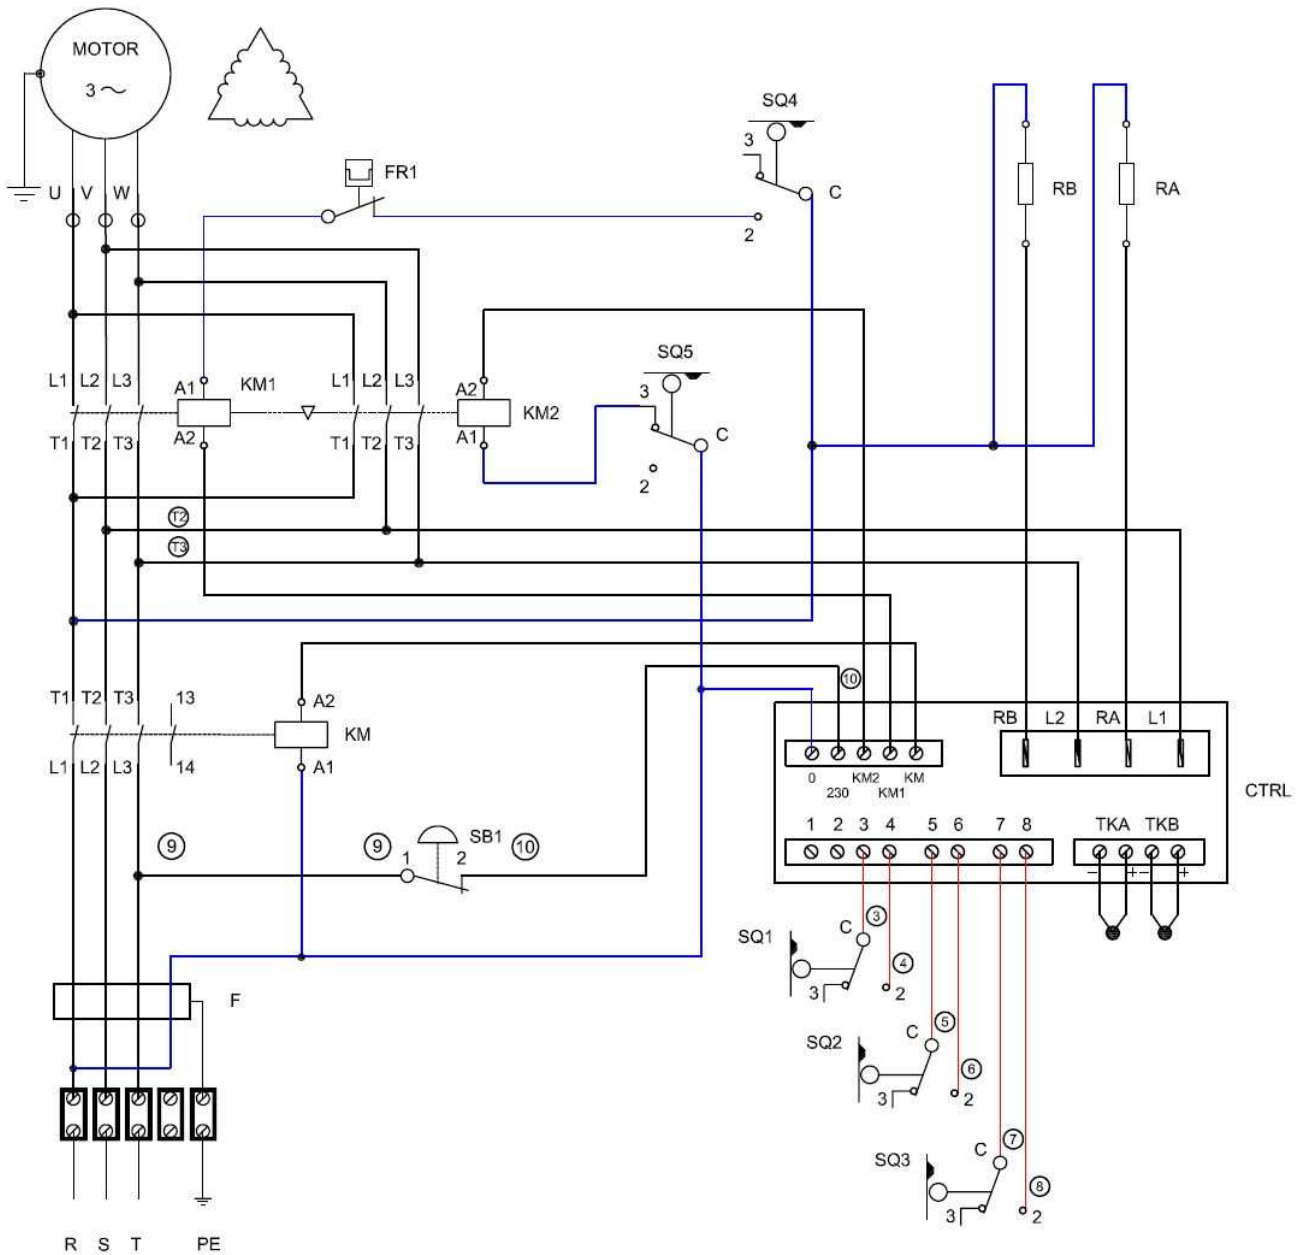 MOTOR
3
SQ4
3
FR1
C
RB
RA
U V W
2
SQ5
L1 L2 L3
A1
KM1
L1 L2 L3
A2
3
KM2
C
T1 T2 T3
A2
T1 T2 T3
A1
2
T2
T3
10
T1 T2 T3 13
A2
KM
RB L2 RA L1
L1 L2 L3 14
A1
0 KM2 KM
230 KM1
CTRL
9
9
1 2
SB1
10
1 2 3 4 5 6 7 8
TKA TKB
- + - +
SQ1
C
3
4
3
2
F
SQ2
C
5
6
3
2
SQ3
C
7
8
3
2
R S T PE